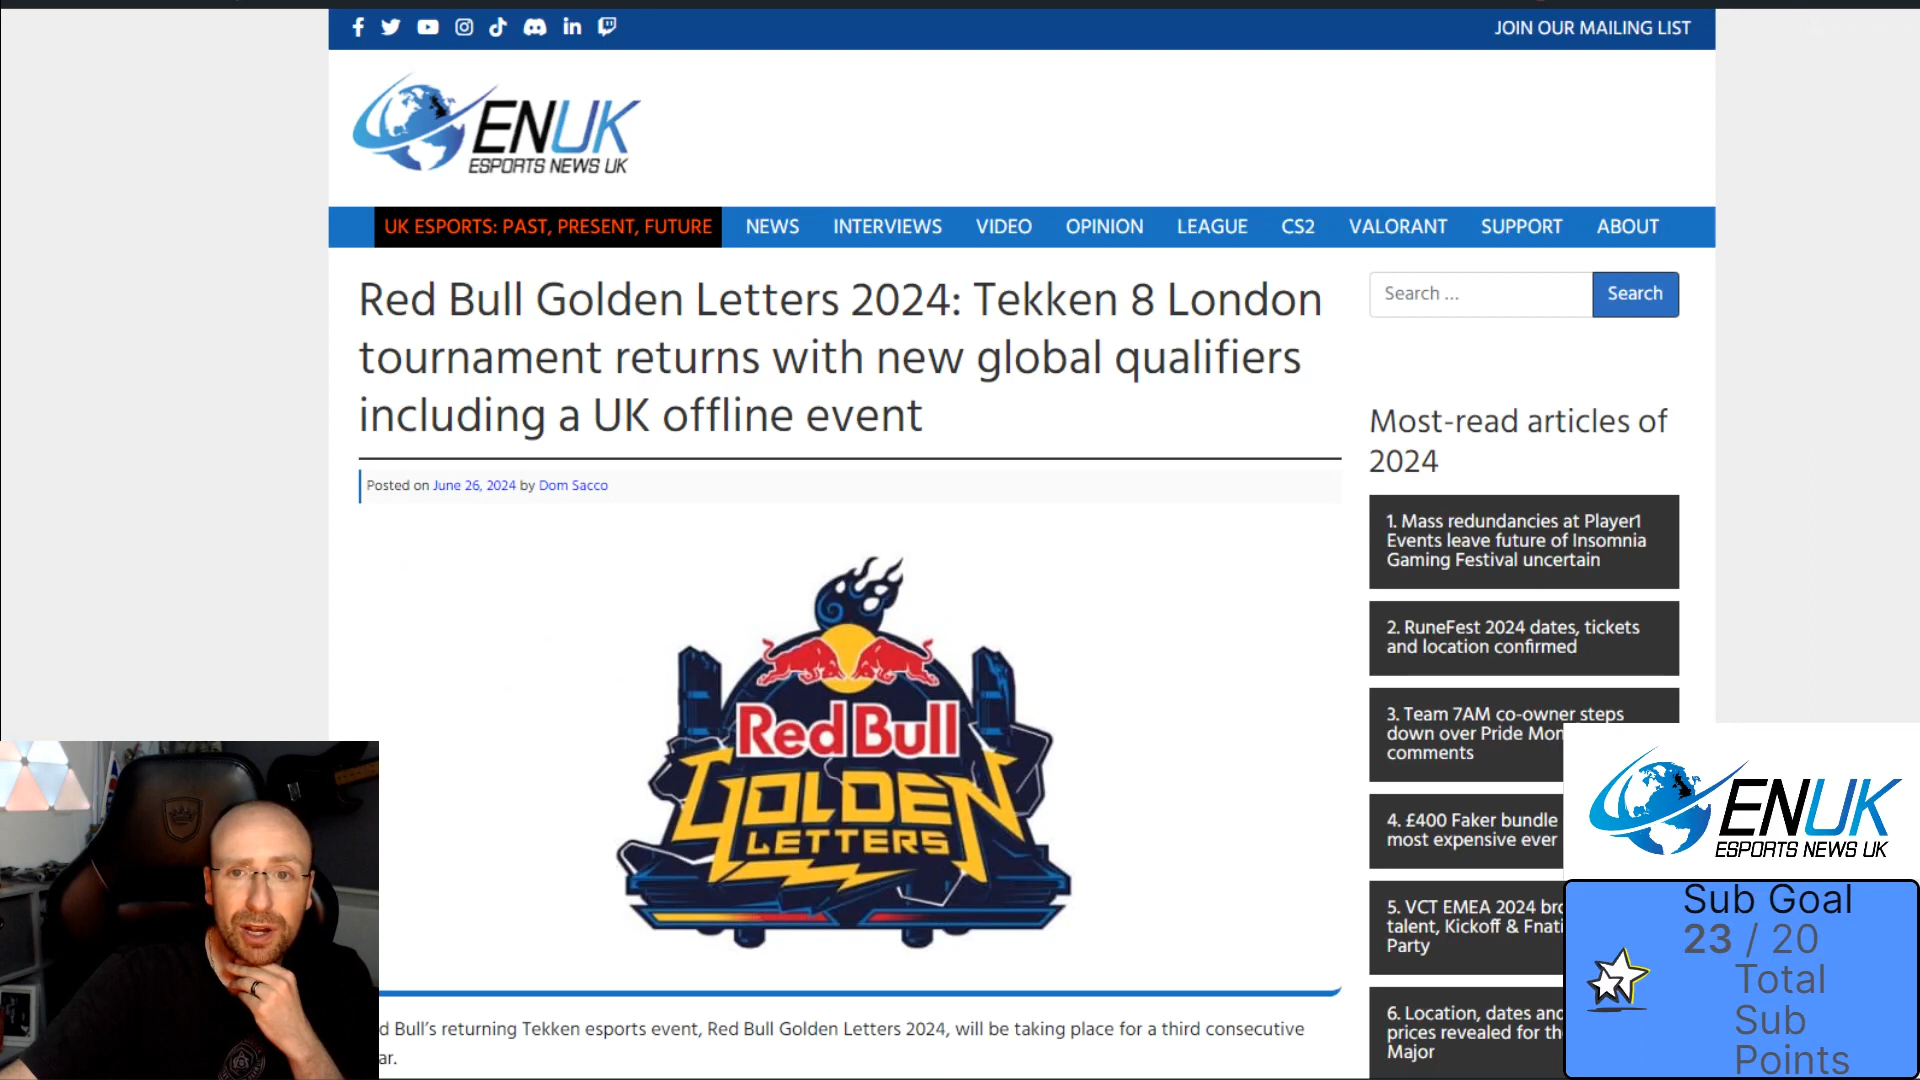 JOIN OUR MAILING LIST
ENUK
ESPORTS NEWS UK
UK ESPORTS: PAST, PRESENT, FUTURE NEWS INTERVIEWS VIDEO OPINION LEAGUE CS2 VALORANT SUPPORT ABOUT
Red Bull Golden Letters 2024: Tekken 8 London
tournament returns with new global qualifiers
including a UK offline event
Posted on June 26, 2024 by Dom Sacco
Red Bull
GOLDEN
LETTERS
d Bull’s returning Tekken esports event, Red Bull Golden Letters 2024, will be taking place for a third consecutive
ar.
Search ... Search
Most-read articles of
2024
1. Mass redundancies at Player1
Events leave future of Insomnia
Gaming Festival uncertain
2. RuneFest 2024 dates, tickets
and location confirmed
3. Team 7AM co-owner steps
down over Pride Mon
comments
4. £400 Faker bundle
most expensive ever
5. VCT EMEA 2024 bro
talent, Kickoff & Fnati
Party
6. Location, dates and
prices revealed for th
Major
ENUK
ESPORTS NEWS UK
Sub Goal
23 / 20
Total
Sub
Points